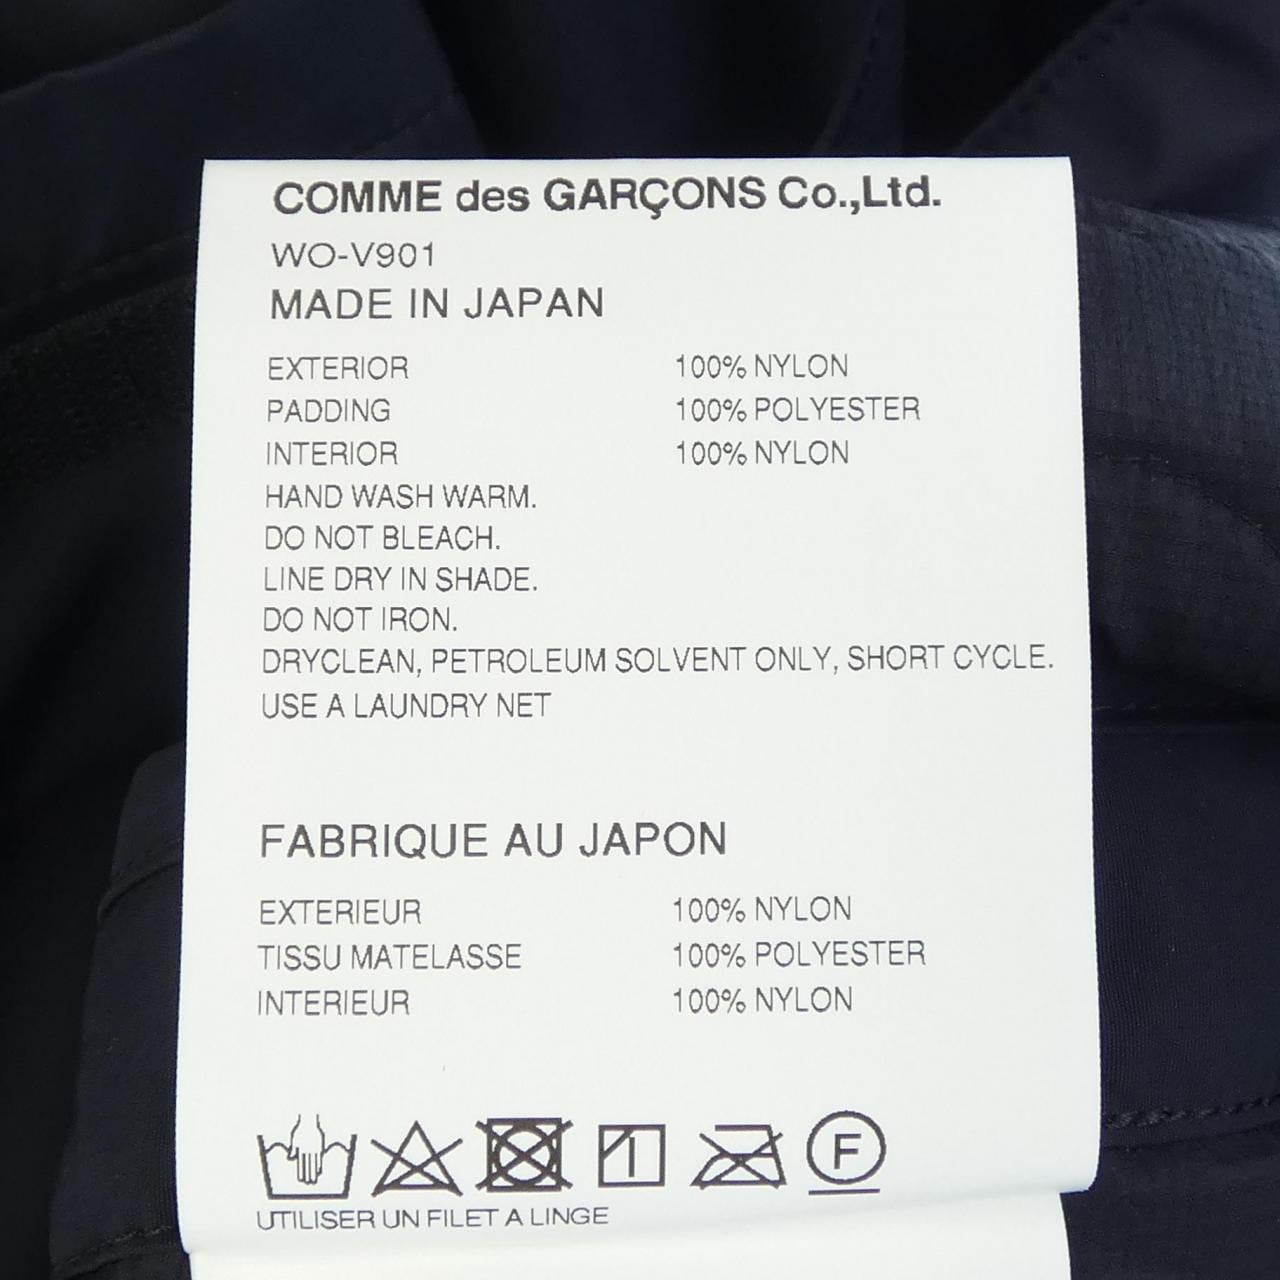 COMME des GARÇONS Co.,Ltd.
WO-V901
MADE IN JAPAN
EXTERIOR 100% NYLON
PADDING 100% POLYESTER
INTERIOR 100% NYLON
HAND WASH WARM.
DO NOT BLEACH.
LINE DRY IN SHADE.
DO NOT IRON.
DRYCLEAN, PETROLEUM SOLVENT ONLY, SHORT CYCLE.
USE A LAUNDRY NET
FABRIQUE AU JAPON
EXTERIEUR 100% NYLON
TISSU MATELASSE 100% POLYESTER
INTERIEUR 100% NYLON
F
UTILISER UN FILET A LINGE